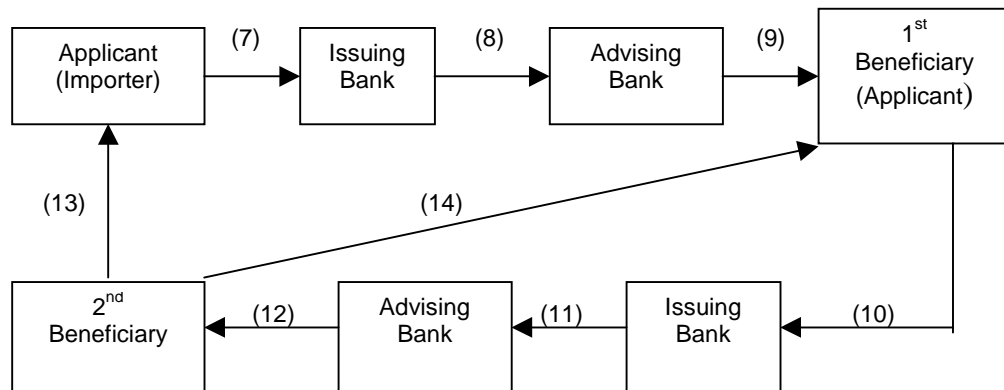 (7)
(8)
(9)
Applicant
(Importer)
Issuing
Bank
Advising
Bank
1st
Beneficiary
(Applicant)
(13)
(14)
2nd
Beneficiary
(12)
Advising
Bank
(11)
Issuing
Bank
(10)